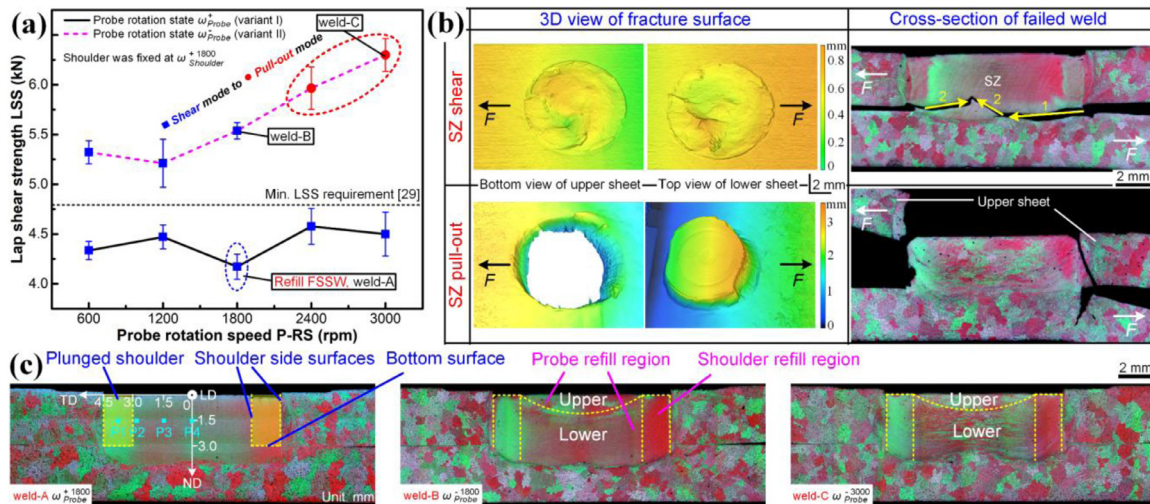 (a)
Probe rotation state ω⁺Probe (variant I)
Probe rotation state ω⁻Probe (variant II)
Shoulder was fixed at ω⁺¹⁸⁰⁰Shoulder
Shear mode to Pull-out mode
weld-C
weld-B
Min. LSS requirement [29]
Refill FSSW, weld-A
Lap shear strength LSS (kN)
6.5
6.0
5.5
5.0
4.5
4.0
600 1200 1800 2400 3000
Probe rotation speed P-RS (rpm)
(b)
3D view of fracture surface
Cross-section of failed weld
SZ shear
F F
mm
0.8
0.6
0.4
0.2
0
F
SZ
2 2 1
F
2 mm
Bottom view of upper sheet Top view of lower sheet 2 mm
SZ pull-out
F F
mm
3
2
1
0
Upper sheet
F
F
2 mm
(c)
Plunged shoulder Shoulder side surfaces Bottom surface
Probe refill region Shoulder refill region
2 mm
TD 4.5 3.0 1.5 0 LD
P2 P3 P4
1.5
3.0
ND
weld-A ω⁺¹⁸⁰⁰Probe Unit: mm
Upper
Lower
weld-B ω⁻¹⁸⁰⁰Probe
Upper
Lower
weld-C ω⁻³⁰⁰⁰Probe